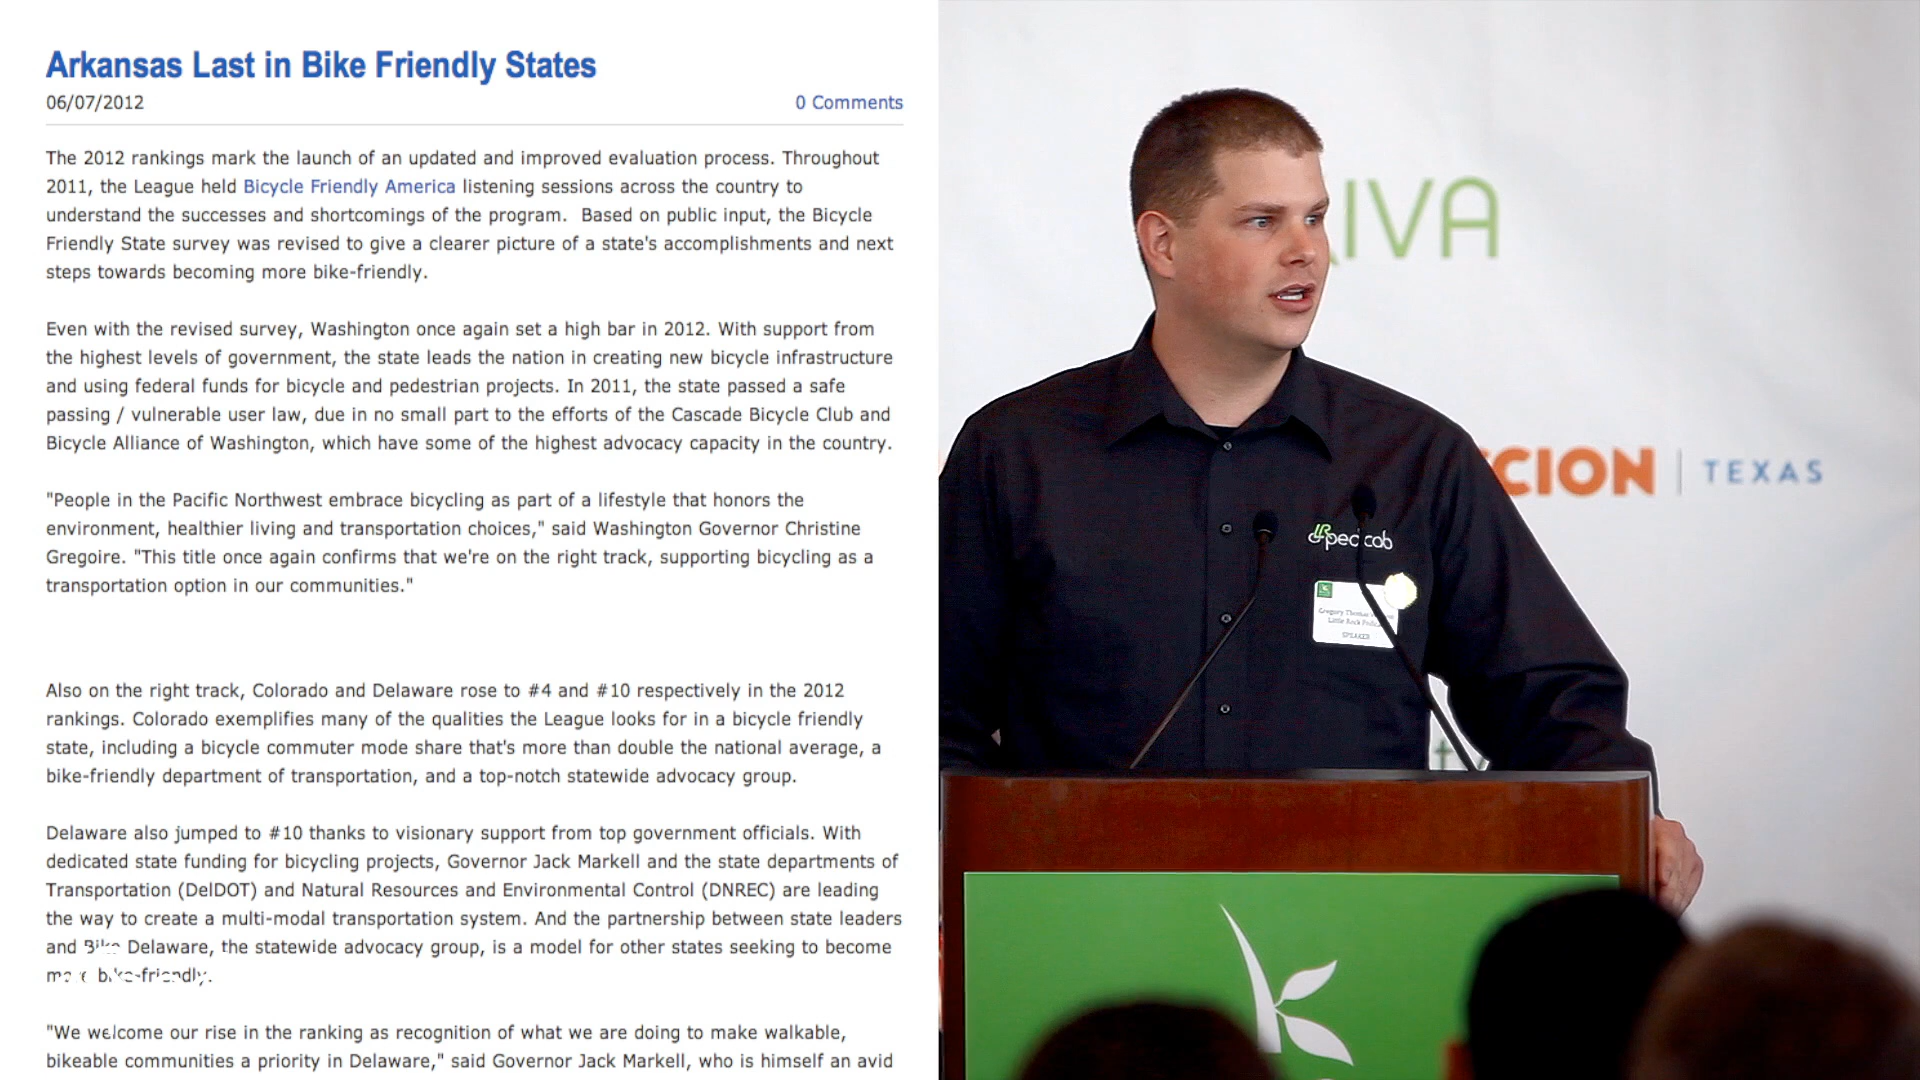 Arkansas Last in Bike Friendly States
06/07/2012
0 Comments
The 2012 rankings mark the launch of an updated and improved evaluation process. Throughout
2011, the League held Bicycle Friendly America listening sessions across the country to
understand the successes and shortcomings of the program. Based on public input, the Bicycle
Friendly State survey was revised to give a clearer picture of a state's accomplishments and next
steps towards becoming more bike-friendly.
Even with the revised survey, Washington once again set a high bar in 2012. With support from
the highest levels of government, the state leads the nation in creating new bicycle infrastructure
and using federal funds for bicycle and pedestrian projects. In 2011, the state passed a safe
passing / vulnerable user law, due in no small part to the efforts of the Cascade Bicycle Club and
Bicycle Alliance of Washington, which have some of the highest advocacy capacity in the country.
"People in the Pacific Northwest embrace bicycling as part of a lifestyle that honors the
environment, healthier living and transportation choices," said Washington Governor Christine
Gregoire. "This title once again confirms that we're on the right track, supporting bicycling as a
transportation option in our communities."
Also on the right track, Colorado and Delaware rose to #4 and #10 respectively in the 2012
rankings. Colorado exemplifies many of the qualities the League looks for in a bicycle friendly
state, including a bicycle commuter mode share that's more than double the national average, a
bike-friendly department of transportation, and a top-notch statewide advocacy group.
Delaware also jumped to #10 thanks to visionary support from top government officials. With
dedicated state funding for bicycling projects, Governor Jack Markell and the state departments of
Transportation (DelDOT) and Natural Resources and Environmental Control (DNREC) are leading
the way to create a multi-modal transportation system. And the partnership between state leaders
and Bike Delaware, the statewide advocacy group, is a model for other states seeking to become
more bike-friendly.
"We welcome our rise in the ranking as recognition of what we are doing to make walkable,
bikeable communities a priority in Delaware," said Governor Jack Markell, who is himself an avid
IVA
CCION | TEXAS
LR pedicab
Gregory Thomas
Little Rock
SPEAKER